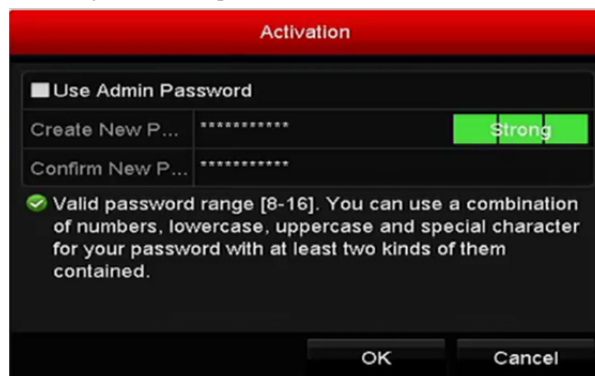 Activation
Use Admin Password
Create New P... *********** Strong
Confirm New P... ***********
Valid password range [8-16]. You can use a combination
of numbers, lowercase, uppercase and special character
for your password with at least two kinds of them
contained.
OK Cancel